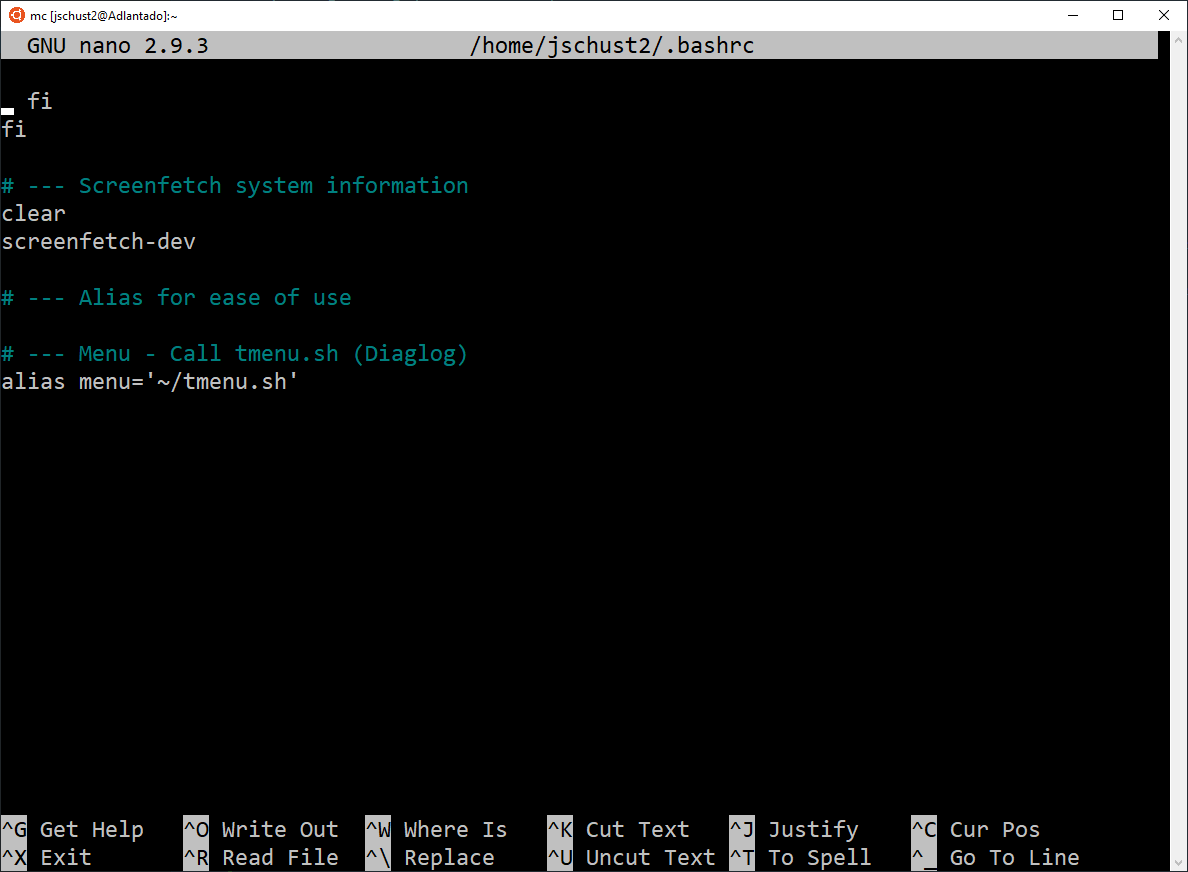 mc [jschust2@Adlantado]:~
GNU nano 2.9.3 /home/jschust2/.bashrc
fi
fi
# --- Screenfetch system information
clear
screenfetch-dev
# --- Alias for ease of use
# --- Menu - Call tmenu.sh (Diaglog)
alias menu='~/tmenu.sh'
^G Get Help ^O Write Out ^W Where Is ^K Cut Text ^J Justify ^C Cur Pos
^X Exit ^R Read File ^\ Replace ^U Uncut Text ^T To Spell ^_ Go To Line